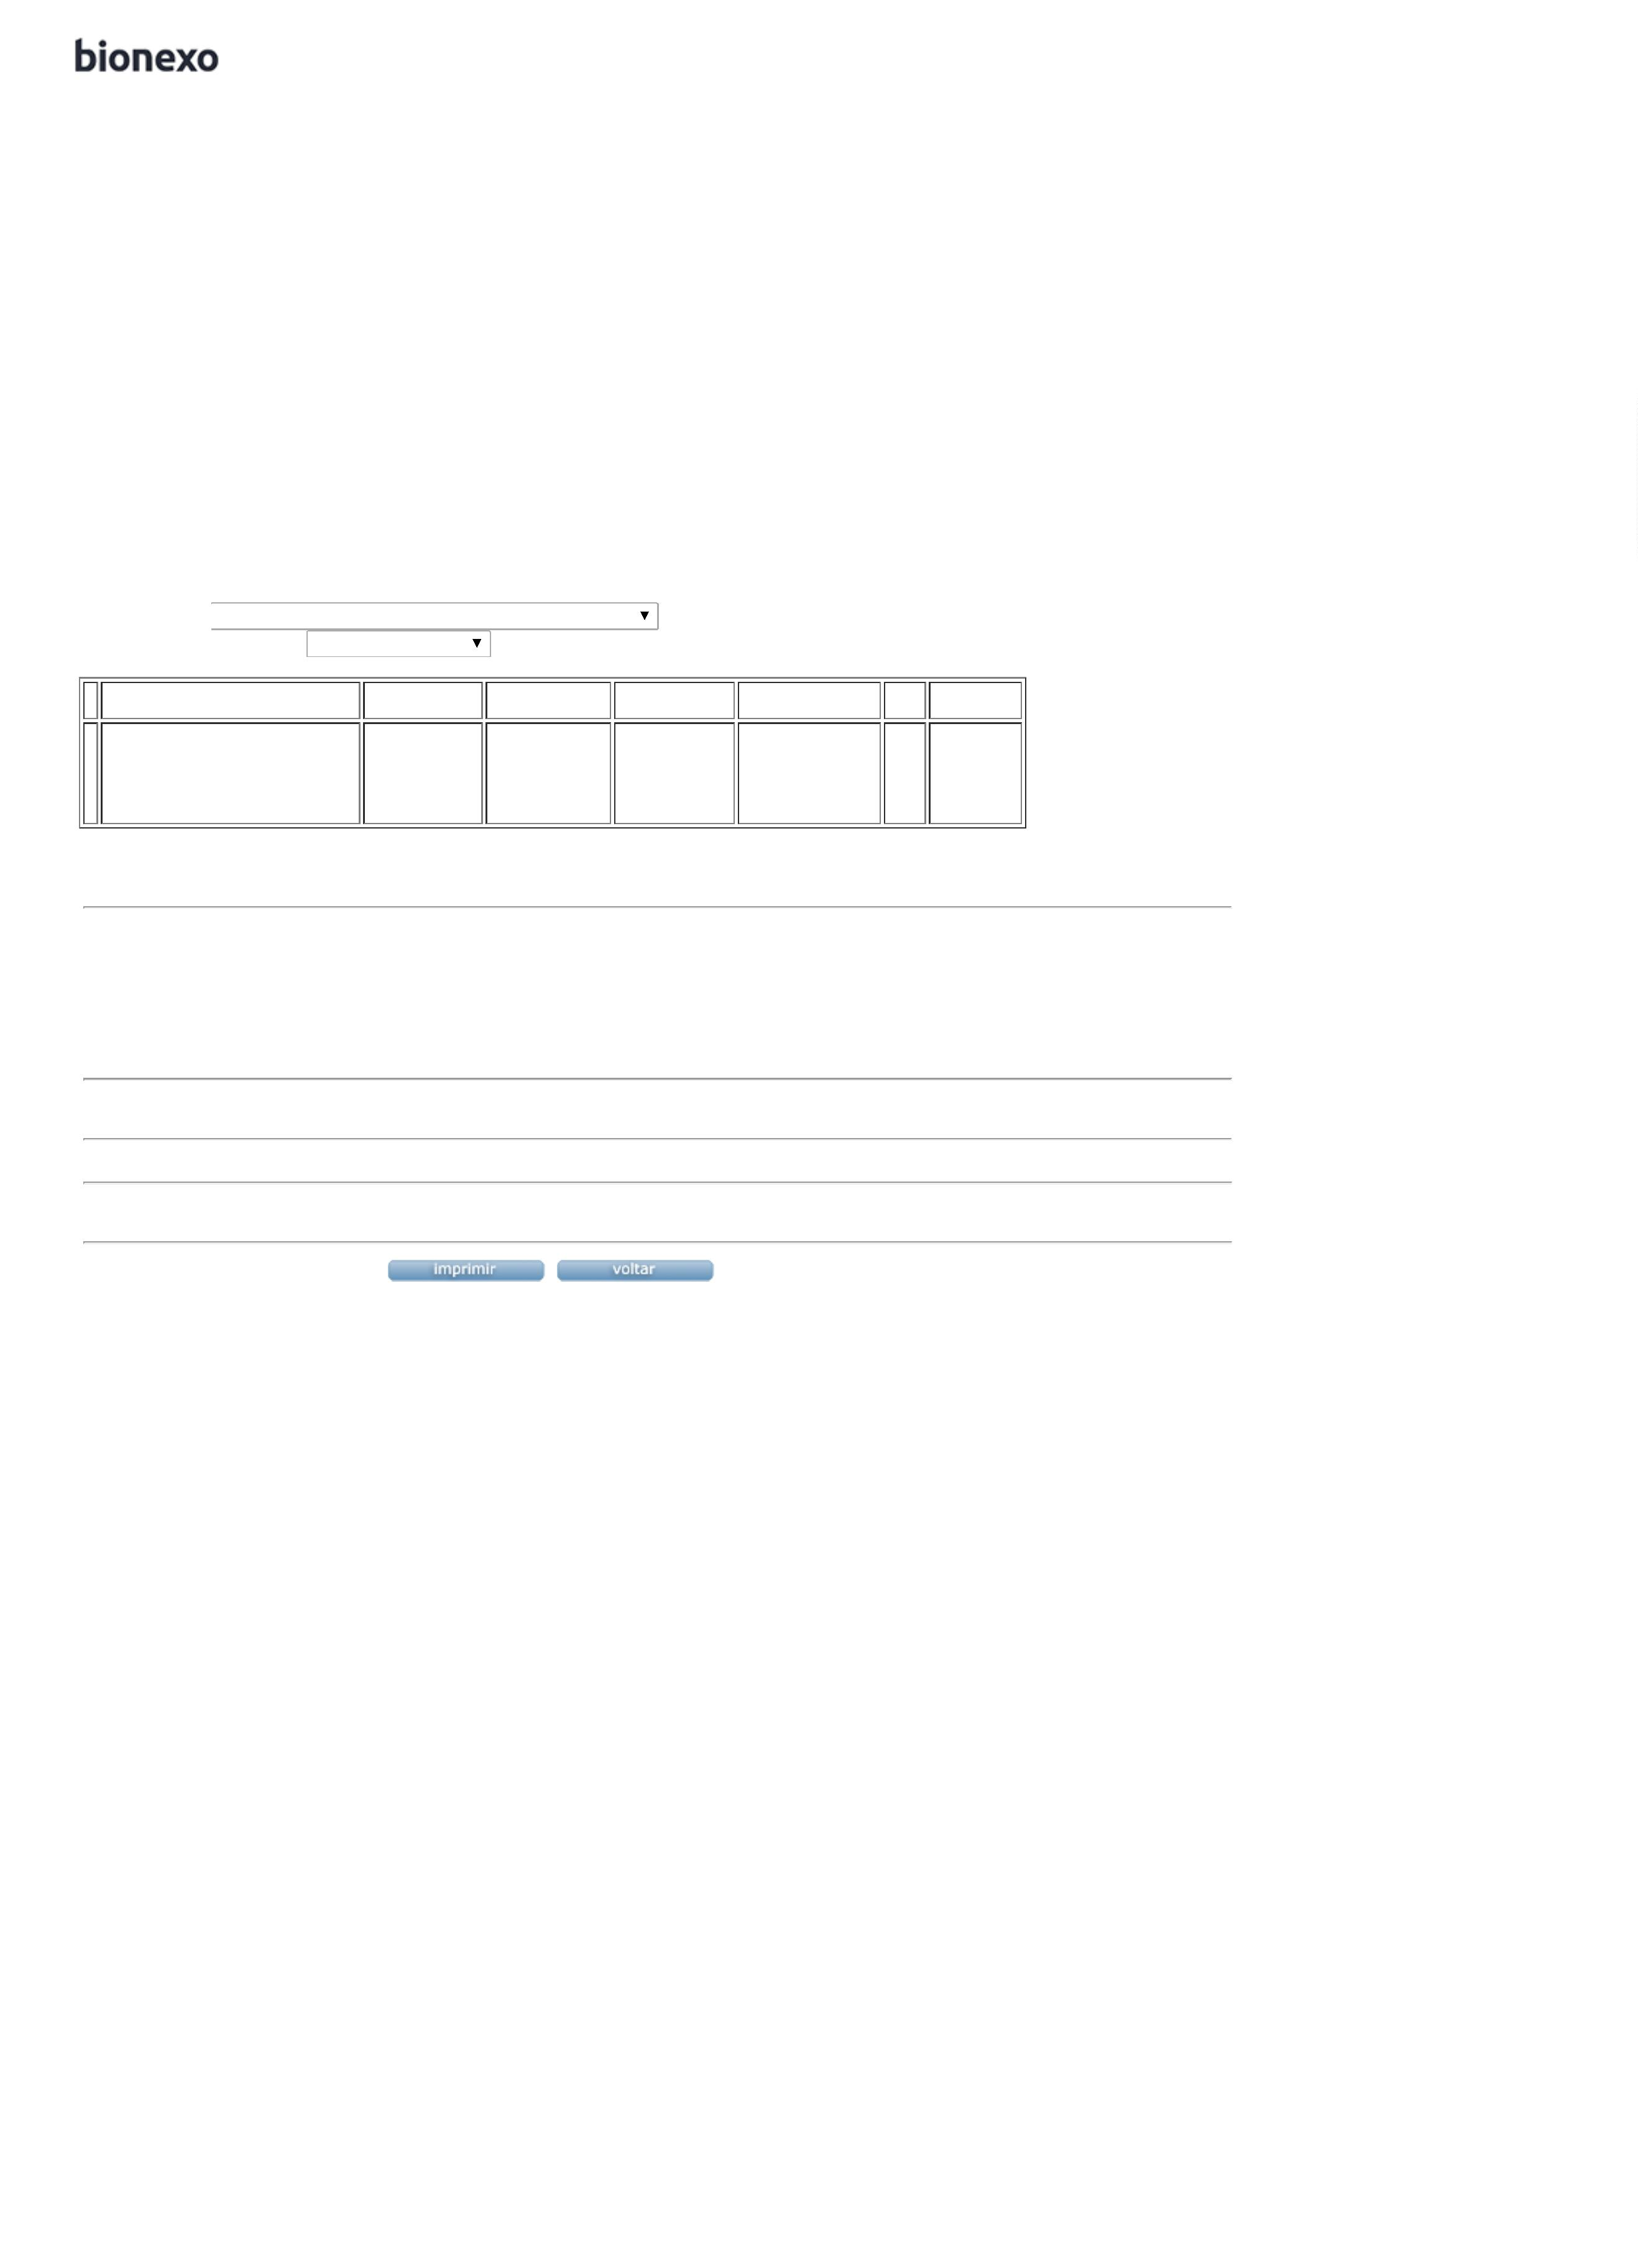 bionexo
▼
▼
imprimir voltar